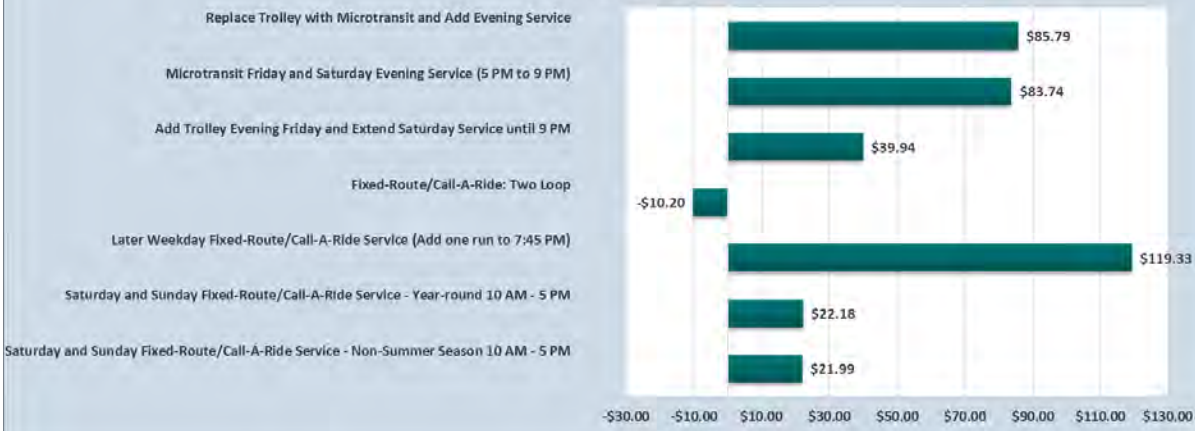 Replace Trolley with Microtransit and Add Evening Service
$85.79
Microtransit Friday and Saturday Evening Service (5 PM to 9 PM)
$83.74
Add Trolley Evening Friday and Extend Saturday Service until 9 PM
$39.94
Fixed-Route/Call-A-Ride: Two Loop
-$10.20
Later Weekday Fixed-Route/Call-A-Ride Service (Add one run to 7:45 PM)
$119.33
Saturday and Sunday Fixed-Route/Call-A-Ride Service - Year-round 10 AM - 5 PM
$22.18
Saturday and Sunday Fixed-Route/Call-A-Ride Service - Non-Summer Season 10 AM - 5 PM
$21.99
-$30.00 -$10.00 $10.00 $30.00 $50.00 $70.00 $90.00 $110.00 $130.00